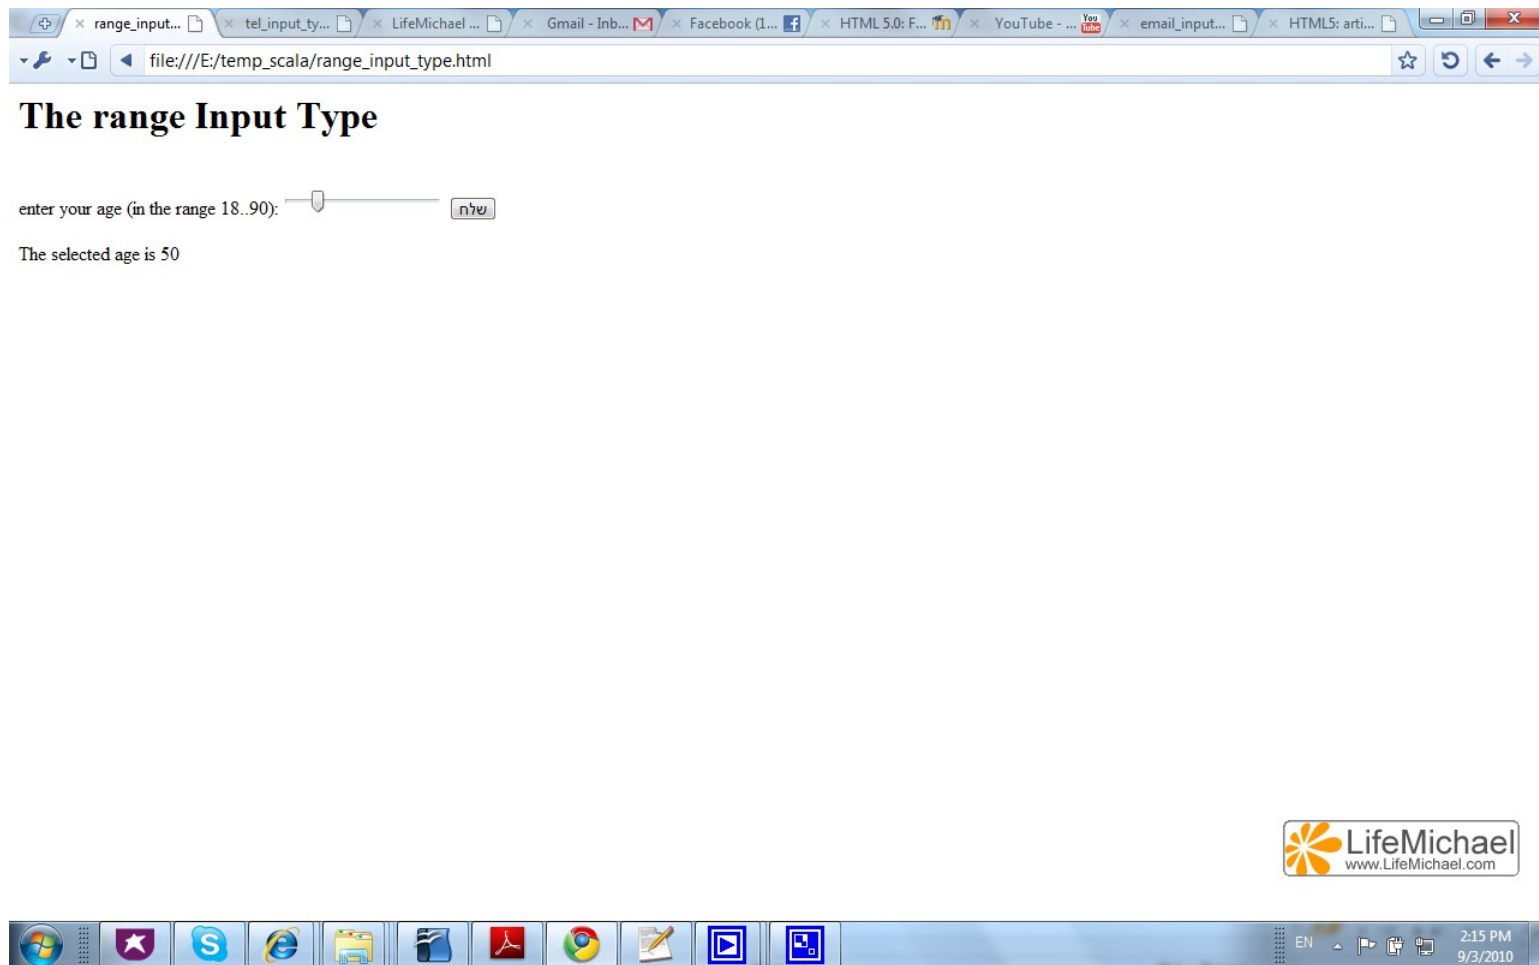 range_input... tel_input_ty... LifeMichael ... Gmail - Inb... Facebook (1... HTML 5.0: F... YouTube - ... You Tube email_input... HTML5: arti...
file:///E:/temp_scala/range_input_type.html
The range Input Type
enter your age (in the range 18..90): שלח
The selected age is 50
LifeMichael
www.LifeMichael.com
EN 2:15 PM
9/3/2010